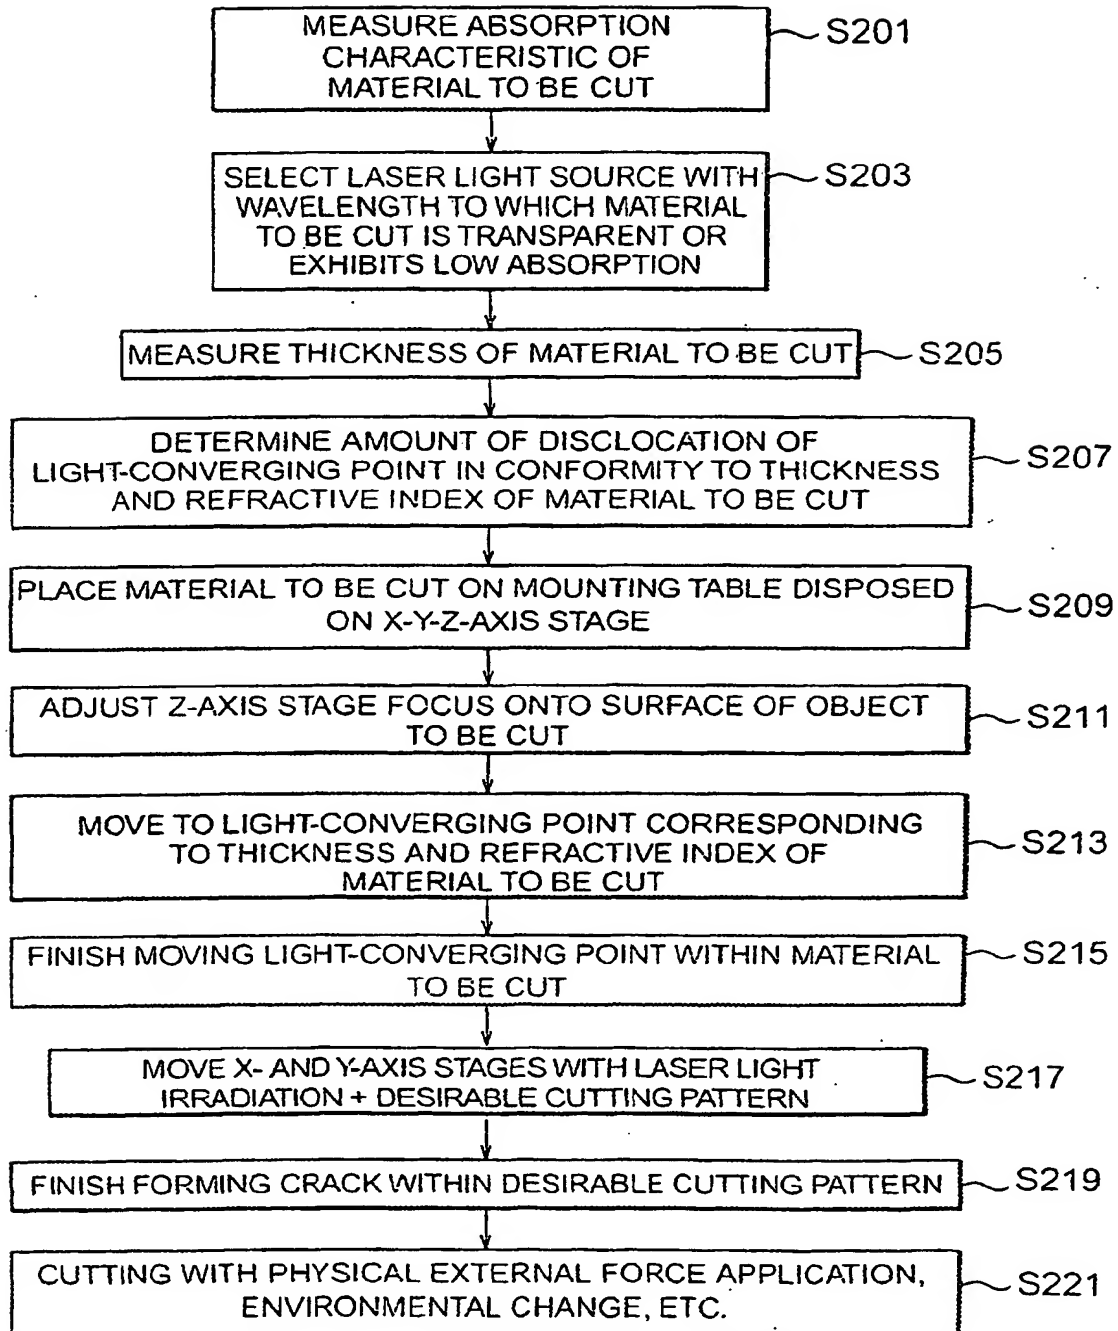 MEASURE ABSORPTION
CHARACTERISTIC OF
MATERIAL TO BE CUT
S201
SELECT LASER LIGHT SOURCE WITH
WAVELENGTH TO WHICH MATERIAL
TO BE CUT IS TRANSPARENT OR
EXHIBITS LOW ABSORPTION
S203
MEASURE THICKNESS OF MATERIAL TO BE CUT
S205
DETERMINE AMOUNT OF DISCLOCATION OF
LIGHT-CONVERGING POINT IN CONFORMITY TO THICKNESS
AND REFRACTIVE INDEX OF MATERIAL TO BE CUT
S207
PLACE MATERIAL TO BE CUT ON MOUNTING TABLE DISPOSED
ON X-Y-Z-AXIS STAGE
S209
ADJUST Z-AXIS STAGE FOCUS ONTO SURFACE OF OBJECT
TO BE CUT
S211
MOVE TO LIGHT-CONVERGING POINT CORRESPONDING
TO THICKNESS AND REFRACTIVE INDEX OF
MATERIAL TO BE CUT
S213
FINISH MOVING LIGHT-CONVERGING POINT WITHIN MATERIAL
TO BE CUT
S215
MOVE X- AND Y-AXIS STAGES WITH LASER LIGHT
IRRADIATION + DESIRABLE CUTTING PATTERN
S217
FINISH FORMING CRACK WITHIN DESIRABLE CUTTING PATTERN
S219
CUTTING WITH PHYSICAL EXTERNAL FORCE APPLICATION,
ENVIRONMENTAL CHANGE, ETC.
S221